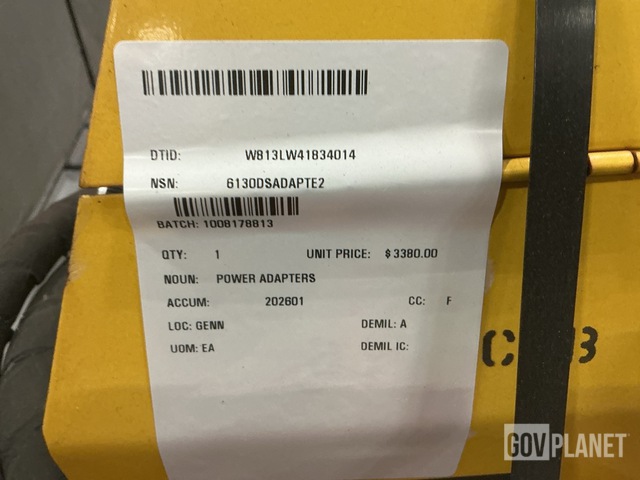 DTID: W813LW41834014
NSN: 6130DSADAPTE2
BATCH: 1008178813
QTY: 1 UNIT PRICE: $ 3380.00
NOUN: POWER ADAPTERS
ACCUM: 202601 CC: F
LOC: GENN DEMIL: A
UOM: EA DEMIL IC:
GOVPLANET